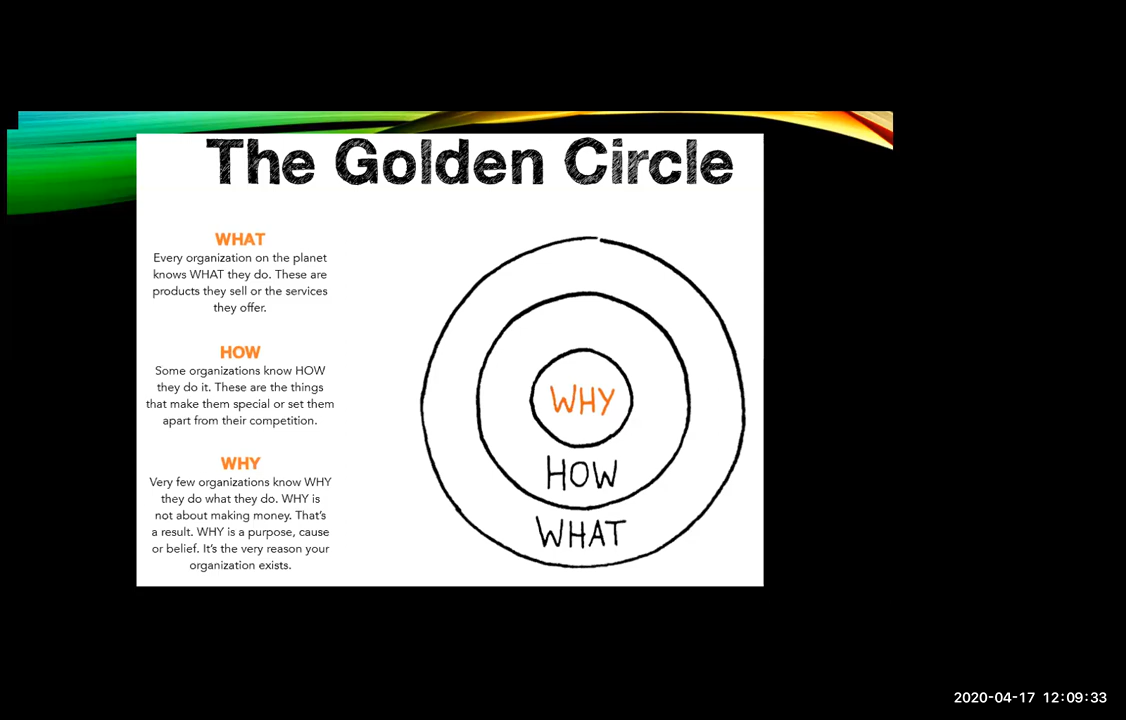 The Golden Circle
WHAT
Every organization on the planet
knows WHAT they do. These are
products they sell or the services
they offer.
HOW
Some organizations know HOW
they do it. These are the things
that make them special or set them
apart from their competition.
WHY
Very few organizations know WHY
they do what they do. WHY is
not about making money. That's
a result. WHY is a purpose, cause
or belief. It's the very reason your
organization exists.
WHY
HOW
WHAT
2020-04-17 12:09:33